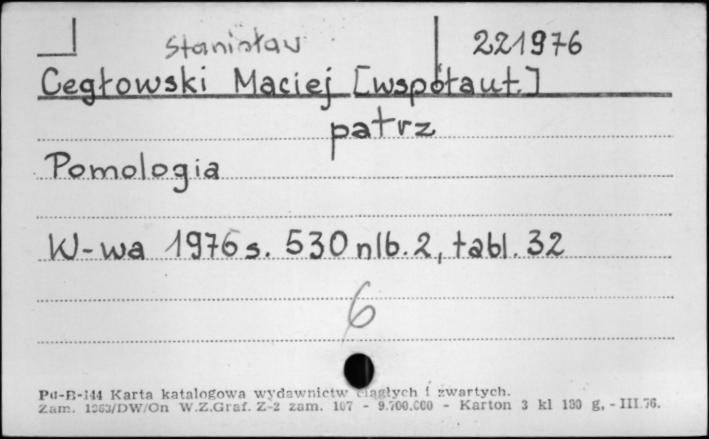 Stanisław 221976
Cegłowski Maciej [współaut.]
patrz
Pomologia
W-wa 1976 s. 530 nlb. 2, tabl. 32
6
Pu-B-144 Karta katalogowa wydawnictw ciągłych i zwartych.
Zam. 1363/DW/On W.Z.Graf. Z-2 zam. 107 - 9.700.000 - Karton 3 kl 180 g, - III.76.